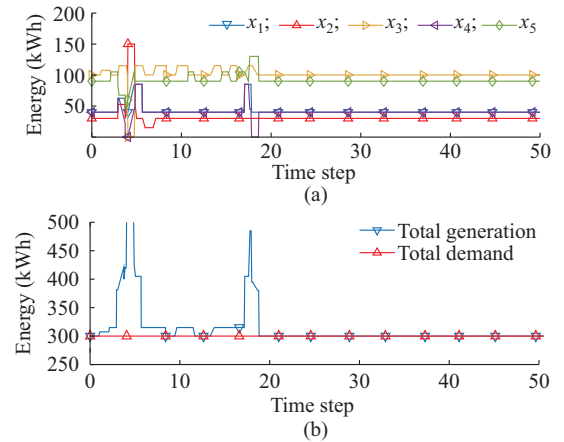 200
x1; x2; x3; x4; x5
150
100
50
Energy (kWh)
0 10 20 30 40 50
Time step
(a)
500
Total generation
450
Total demand
400
350
300
250
Energy (kWh)
0 10 20 30 40 50
Time step
(b)